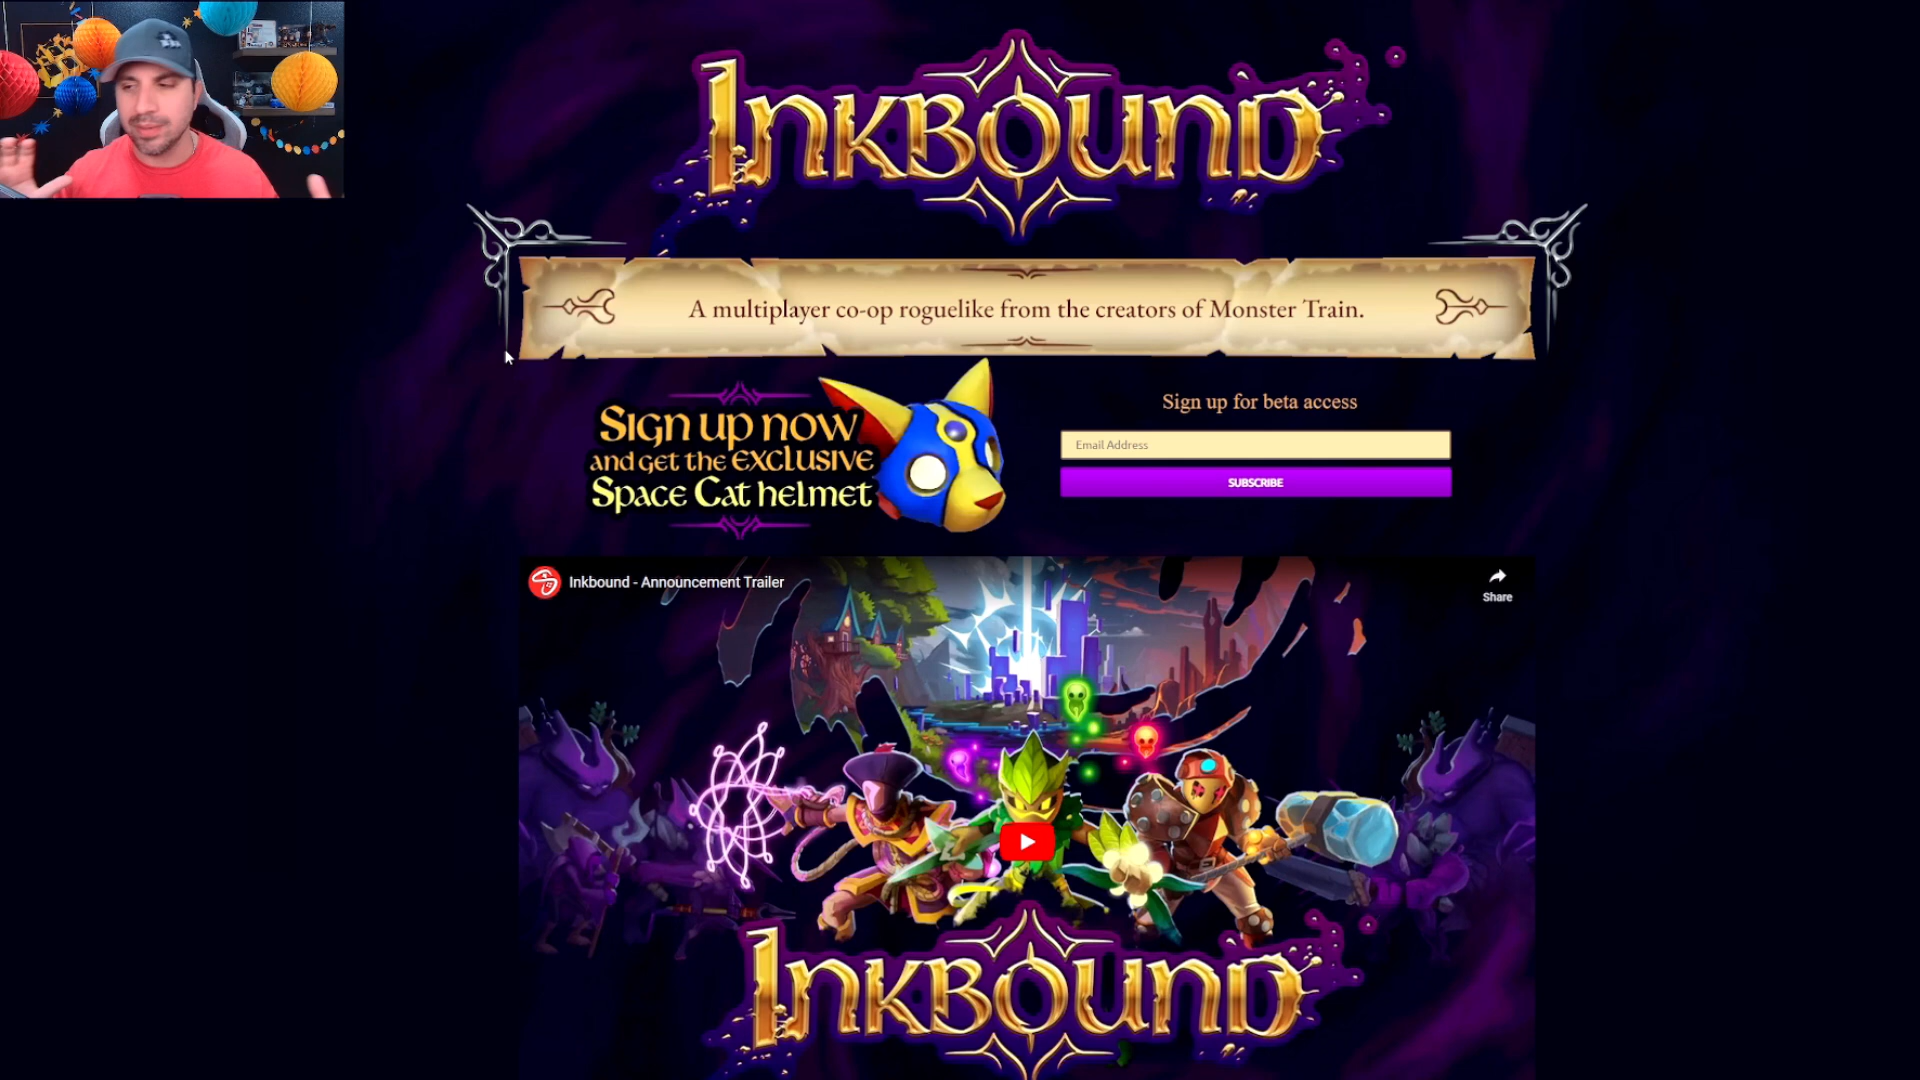 INKBOUND
A multiplayer co-op roguelike from the creators of Monster Train.
Sign up now
and get the exclusive
Space Cat helmet
Sign up for beta access
Email Address
SUBSCRIBE
Inkbound - Announcement Trailer
Share
INKBOUND